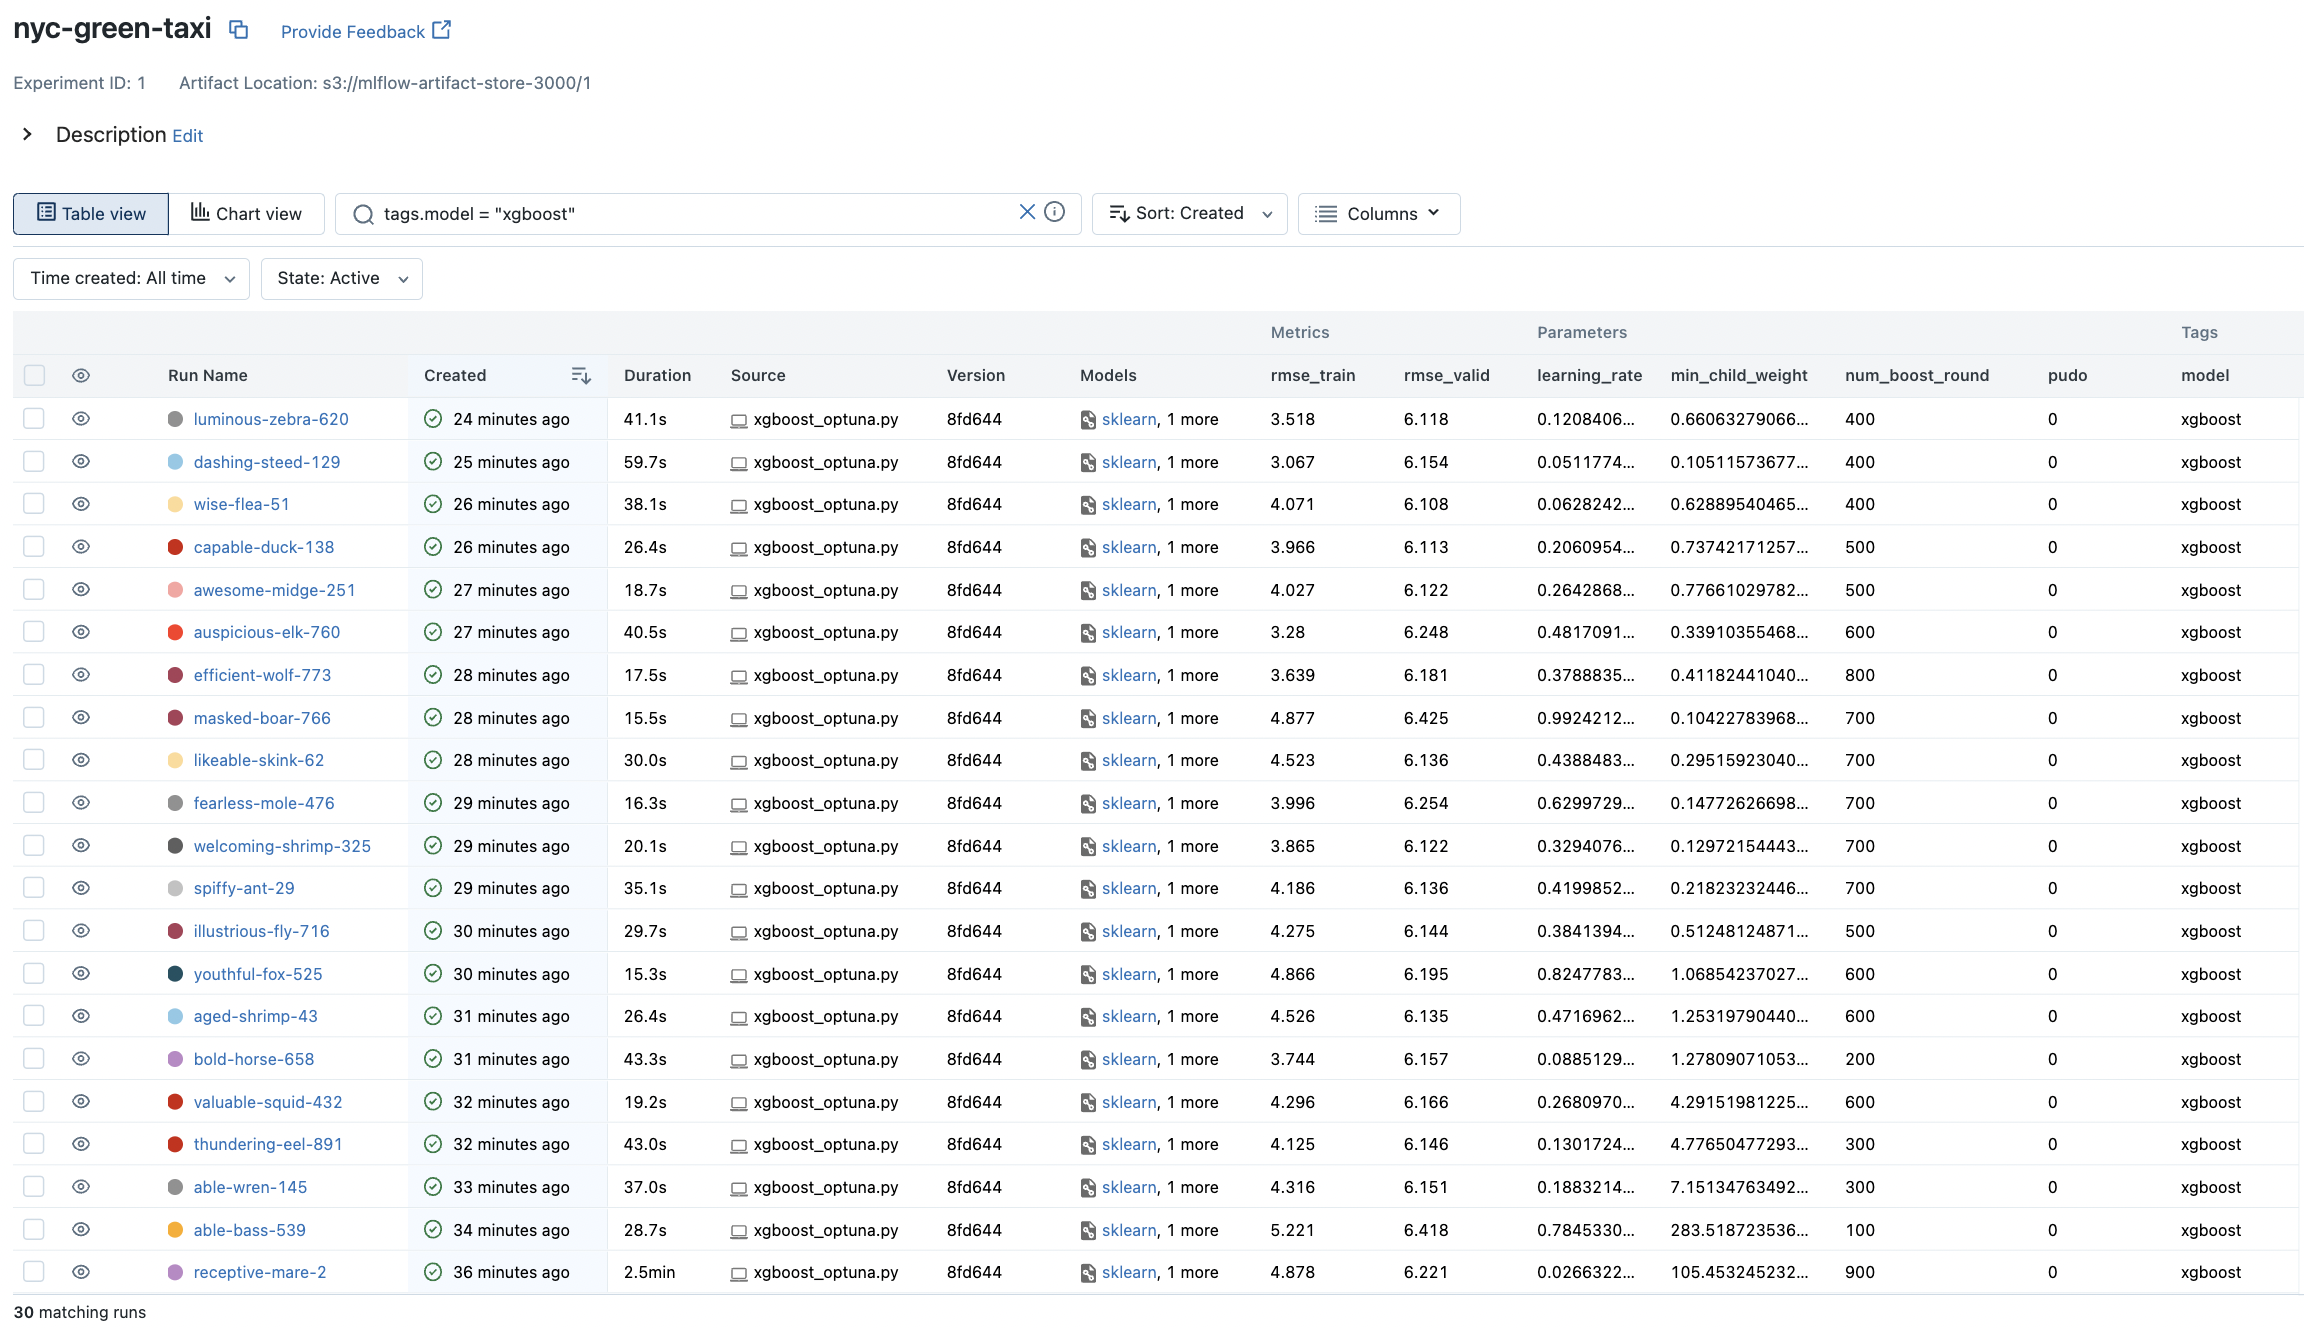 nyc-green-taxi Provide Feedback
Experiment ID: 1 Artifact Location: s3://mlflow-artifact-store-3000/1
Description Edit
Table view Chart view tags.model = "xgboost" Sort: Created Columns
Time created: All time State: Active
Metrics Parameters Tags
Run Name Created Duration Source Version Models rmse_train rmse_valid learning_rate min_child_weight num_boost_round pudo model
luminous-zebra-620 24 minutes ago 41.1s xgboost_optuna.py 8fd644 sklearn, 1 more 3.518 6.118 0.1208406... 0.66063279066... 400 0 xgboost
dashing-steed-129 25 minutes ago 59.7s xgboost_optuna.py 8fd644 sklearn, 1 more 3.067 6.154 0.0511774... 0.10511573677... 400 0 xgboost
wise-flea-51 26 minutes ago 38.1s xgboost_optuna.py 8fd644 sklearn, 1 more 4.071 6.108 0.0628242... 0.62889540465... 400 0 xgboost
capable-duck-138 26 minutes ago 26.4s xgboost_optuna.py 8fd644 sklearn, 1 more 3.966 6.113 0.2060954... 0.73742171257... 500 0 xgboost
awesome-midge-251 27 minutes ago 18.7s xgboost_optuna.py 8fd644 sklearn, 1 more 4.027 6.122 0.2642868... 0.77661029782... 500 0 xgboost
auspicious-elk-760 27 minutes ago 40.5s xgboost_optuna.py 8fd644 sklearn, 1 more 3.28 6.248 0.4817091... 0.33910355468... 600 0 xgboost
efficient-wolf-773 28 minutes ago 17.5s xgboost_optuna.py 8fd644 sklearn, 1 more 3.639 6.181 0.3788835... 0.41182441040... 800 0 xgboost
masked-boar-766 28 minutes ago 15.5s xgboost_optuna.py 8fd644 sklearn, 1 more 4.877 6.425 0.9924212... 0.10422783968... 700 0 xgboost
likeable-skink-62 28 minutes ago 30.0s xgboost_optuna.py 8fd644 sklearn, 1 more 4.523 6.136 0.4388483... 0.29515923040... 700 0 xgboost
fearless-mole-476 29 minutes ago 16.3s xgboost_optuna.py 8fd644 sklearn, 1 more 3.996 6.254 0.6299729... 0.14772626698... 700 0 xgboost
welcoming-shrimp-325 29 minutes ago 20.1s xgboost_optuna.py 8fd644 sklearn, 1 more 3.865 6.122 0.3294076... 0.12972154443... 700 0 xgboost
spiffy-ant-29 29 minutes ago 35.1s xgboost_optuna.py 8fd644 sklearn, 1 more 4.186 6.136 0.4199852... 0.21823232446... 700 0 xgboost
illustrious-fly-716 30 minutes ago 29.7s xgboost_optuna.py 8fd644 sklearn, 1 more 4.275 6.144 0.3841394... 0.51248124871... 500 0 xgboost
youthful-fox-525 30 minutes ago 15.3s xgboost_optuna.py 8fd644 sklearn, 1 more 4.866 6.195 0.8247783... 1.06854237027... 600 0 xgboost
aged-shrimp-43 31 minutes ago 26.4s xgboost_optuna.py 8fd644 sklearn, 1 more 4.526 6.135 0.4716962... 1.25319790440... 600 0 xgboost
bold-horse-658 31 minutes ago 43.3s xgboost_optuna.py 8fd644 sklearn, 1 more 3.744 6.157 0.0885129... 1.27809071053... 200 0 xgboost
valuable-squid-432 32 minutes ago 19.2s xgboost_optuna.py 8fd644 sklearn, 1 more 4.296 6.166 0.2680970... 4.29151981225... 600 0 xgboost
thundering-eel-891 32 minutes ago 43.0s xgboost_optuna.py 8fd644 sklearn, 1 more 4.125 6.146 0.1301724... 4.77650477293... 300 0 xgboost
able-wren-145 33 minutes ago 37.0s xgboost_optuna.py 8fd644 sklearn, 1 more 4.316 6.151 0.1883214... 7.15134763492... 300 0 xgboost
able-bass-539 34 minutes ago 28.7s xgboost_optuna.py 8fd644 sklearn, 1 more 5.221 6.418 0.7845330... 283.518723536... 100 0 xgboost
receptive-mare-2 36 minutes ago 2.5min xgboost_optuna.py 8fd644 sklearn, 1 more 4.878 6.221 0.0266322... 105.453245232... 900 0 xgboost
30 matching runs